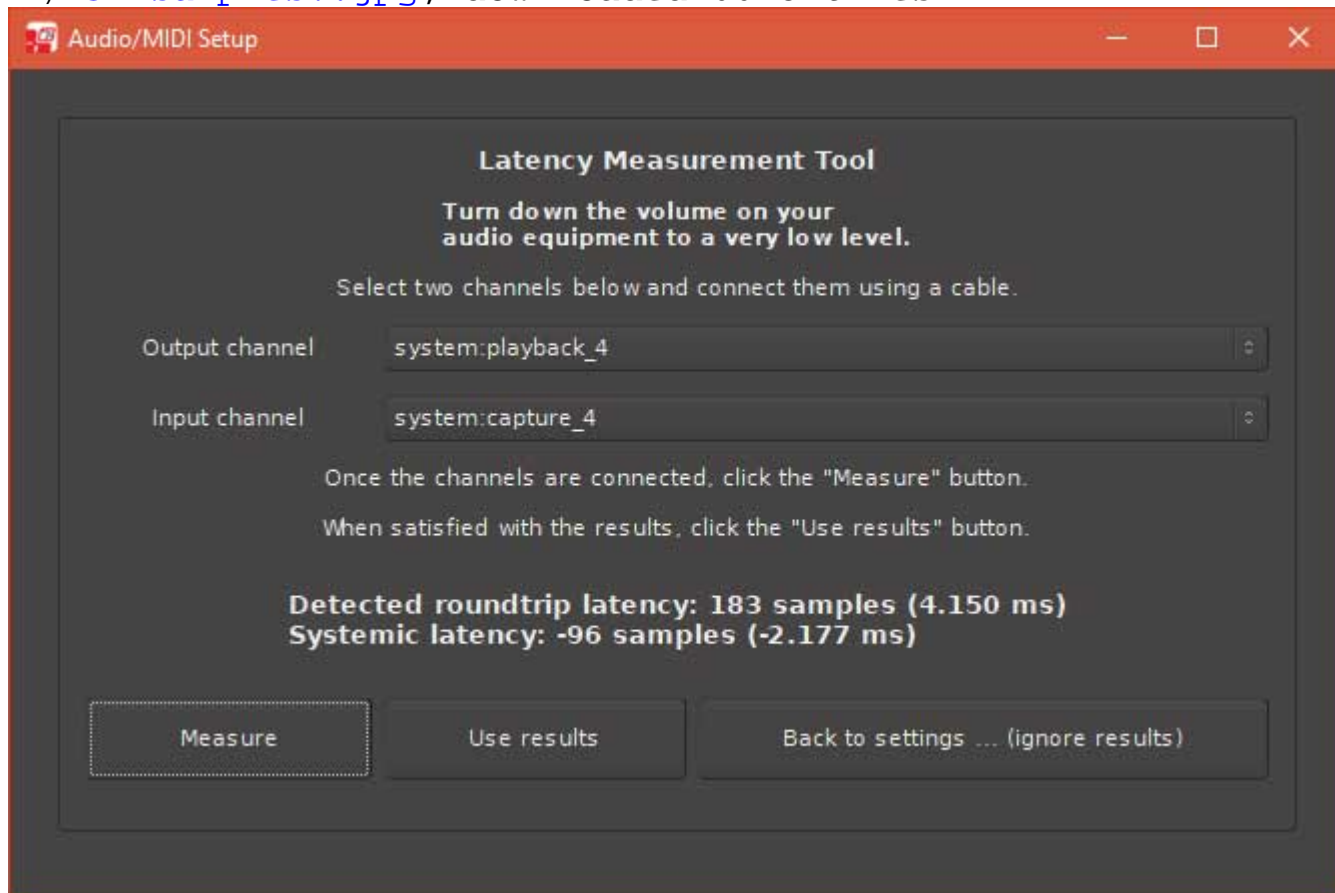 Audio/MIDI Setup
Latency Measurement Tool
Turn down the volume on your
audio equipment to a very low level.
Select two channels below and connect them using a cable.
Output channel
system:playback_4
Input channel
system:capture_4
Once the channels are connected, click the "Measure" button.
When satisfied with the results, click the "Use results" button.
Detected roundtrip latency: 183 samples (4.150 ms)
Systemic latency: -96 samples (-2.177 ms)
Measure
Use results
Back to settings ... (ignore results)